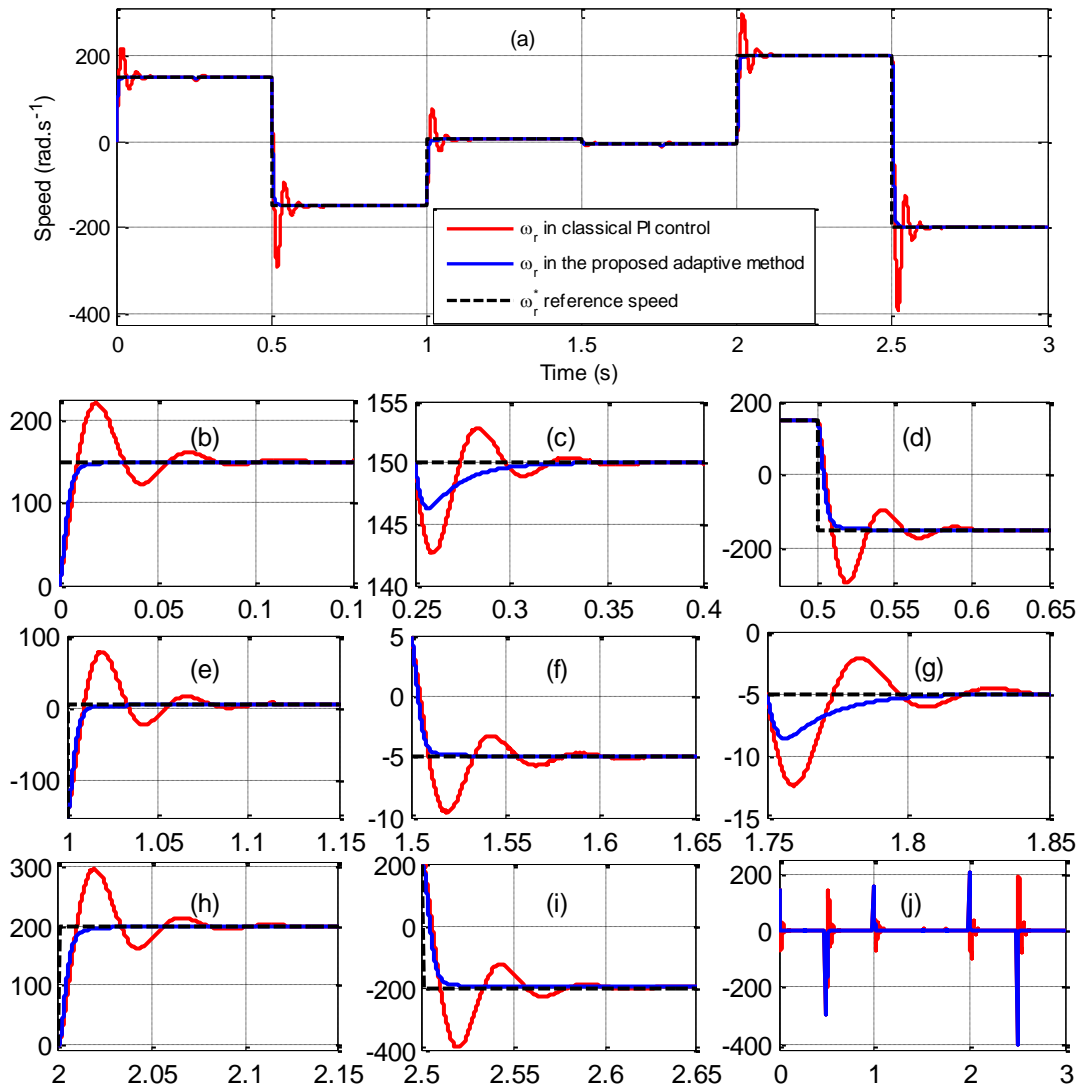 (a)
200
0
-200
-400
Speed (rad.s-1)
ωr in classical PI control
ωr in the proposed adaptive method
ωr* reference speed
0 0.5 1 1.5 2 2.5 3
Time (s)
(b)
200
100
0
0 0.05 0.1 0.1
(c)
155
150
145
140
0.25 0.3 0.35 0.4
(d)
200
0
-200
0.5 0.55 0.6 0.65
(e)
100
0
-100
1 1.05 1.1 1.15
(f)
5
0
-5
-10
1.5 1.55 1.6 1.65
(g)
0
-5
-10
-15
1.75 1.8 1.85
(h)
300
200
100
0
2 2.05 2.1 2.15
(i)
200
0
-200
-400
2.5 2.55 2.6 2.65
(j)
200
0
-200
-400
0 1 2 3